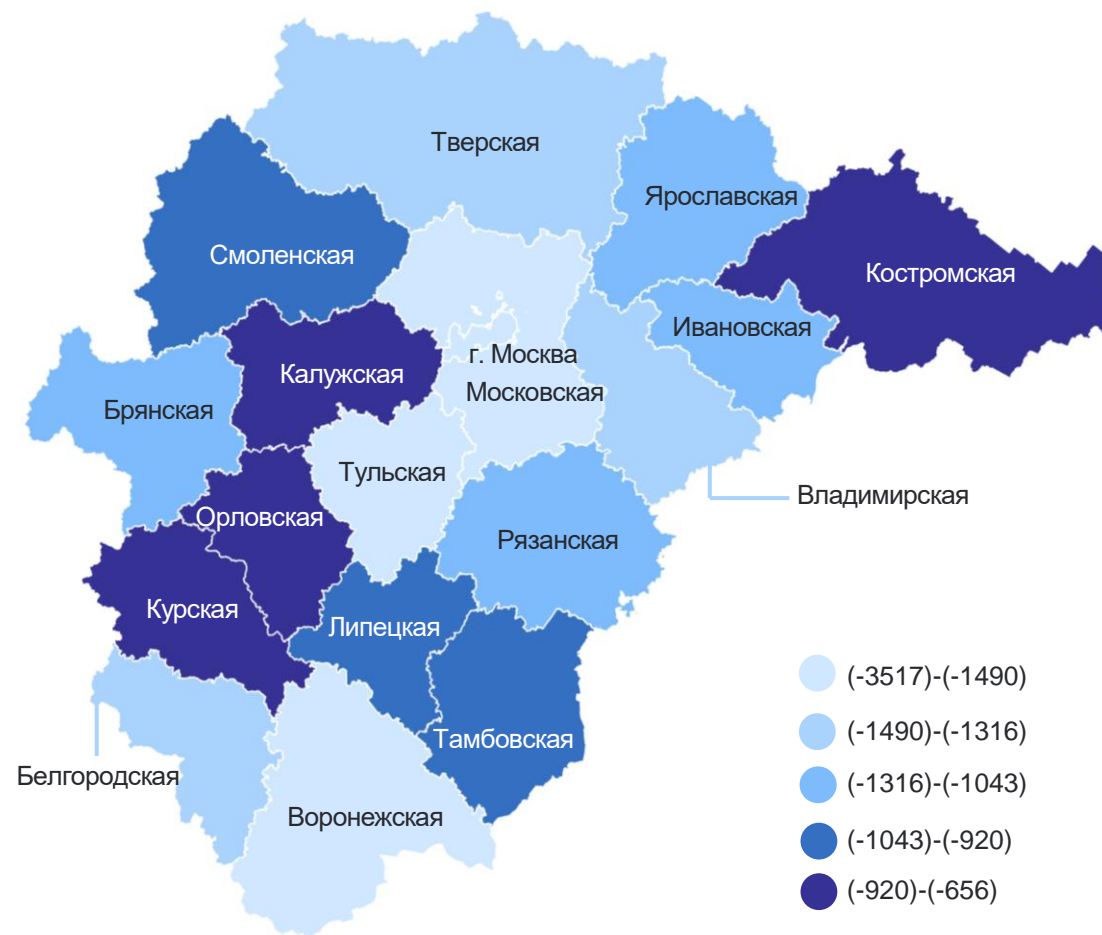 Тверская
Ярославская
Смоленская
Костромская
Ивановская
г. Москва
Калужская
Московская
Брянская
Тульская
Владимирская
Орловская
Рязанская
Курская
Липецкая
(-3517)-(-1490)
(-1490)-(-1316)
Тамбовская
Белгородская
(-1316)-(-1043)
Воронежская
(-1043)-(-920)
(-920)-(-656)